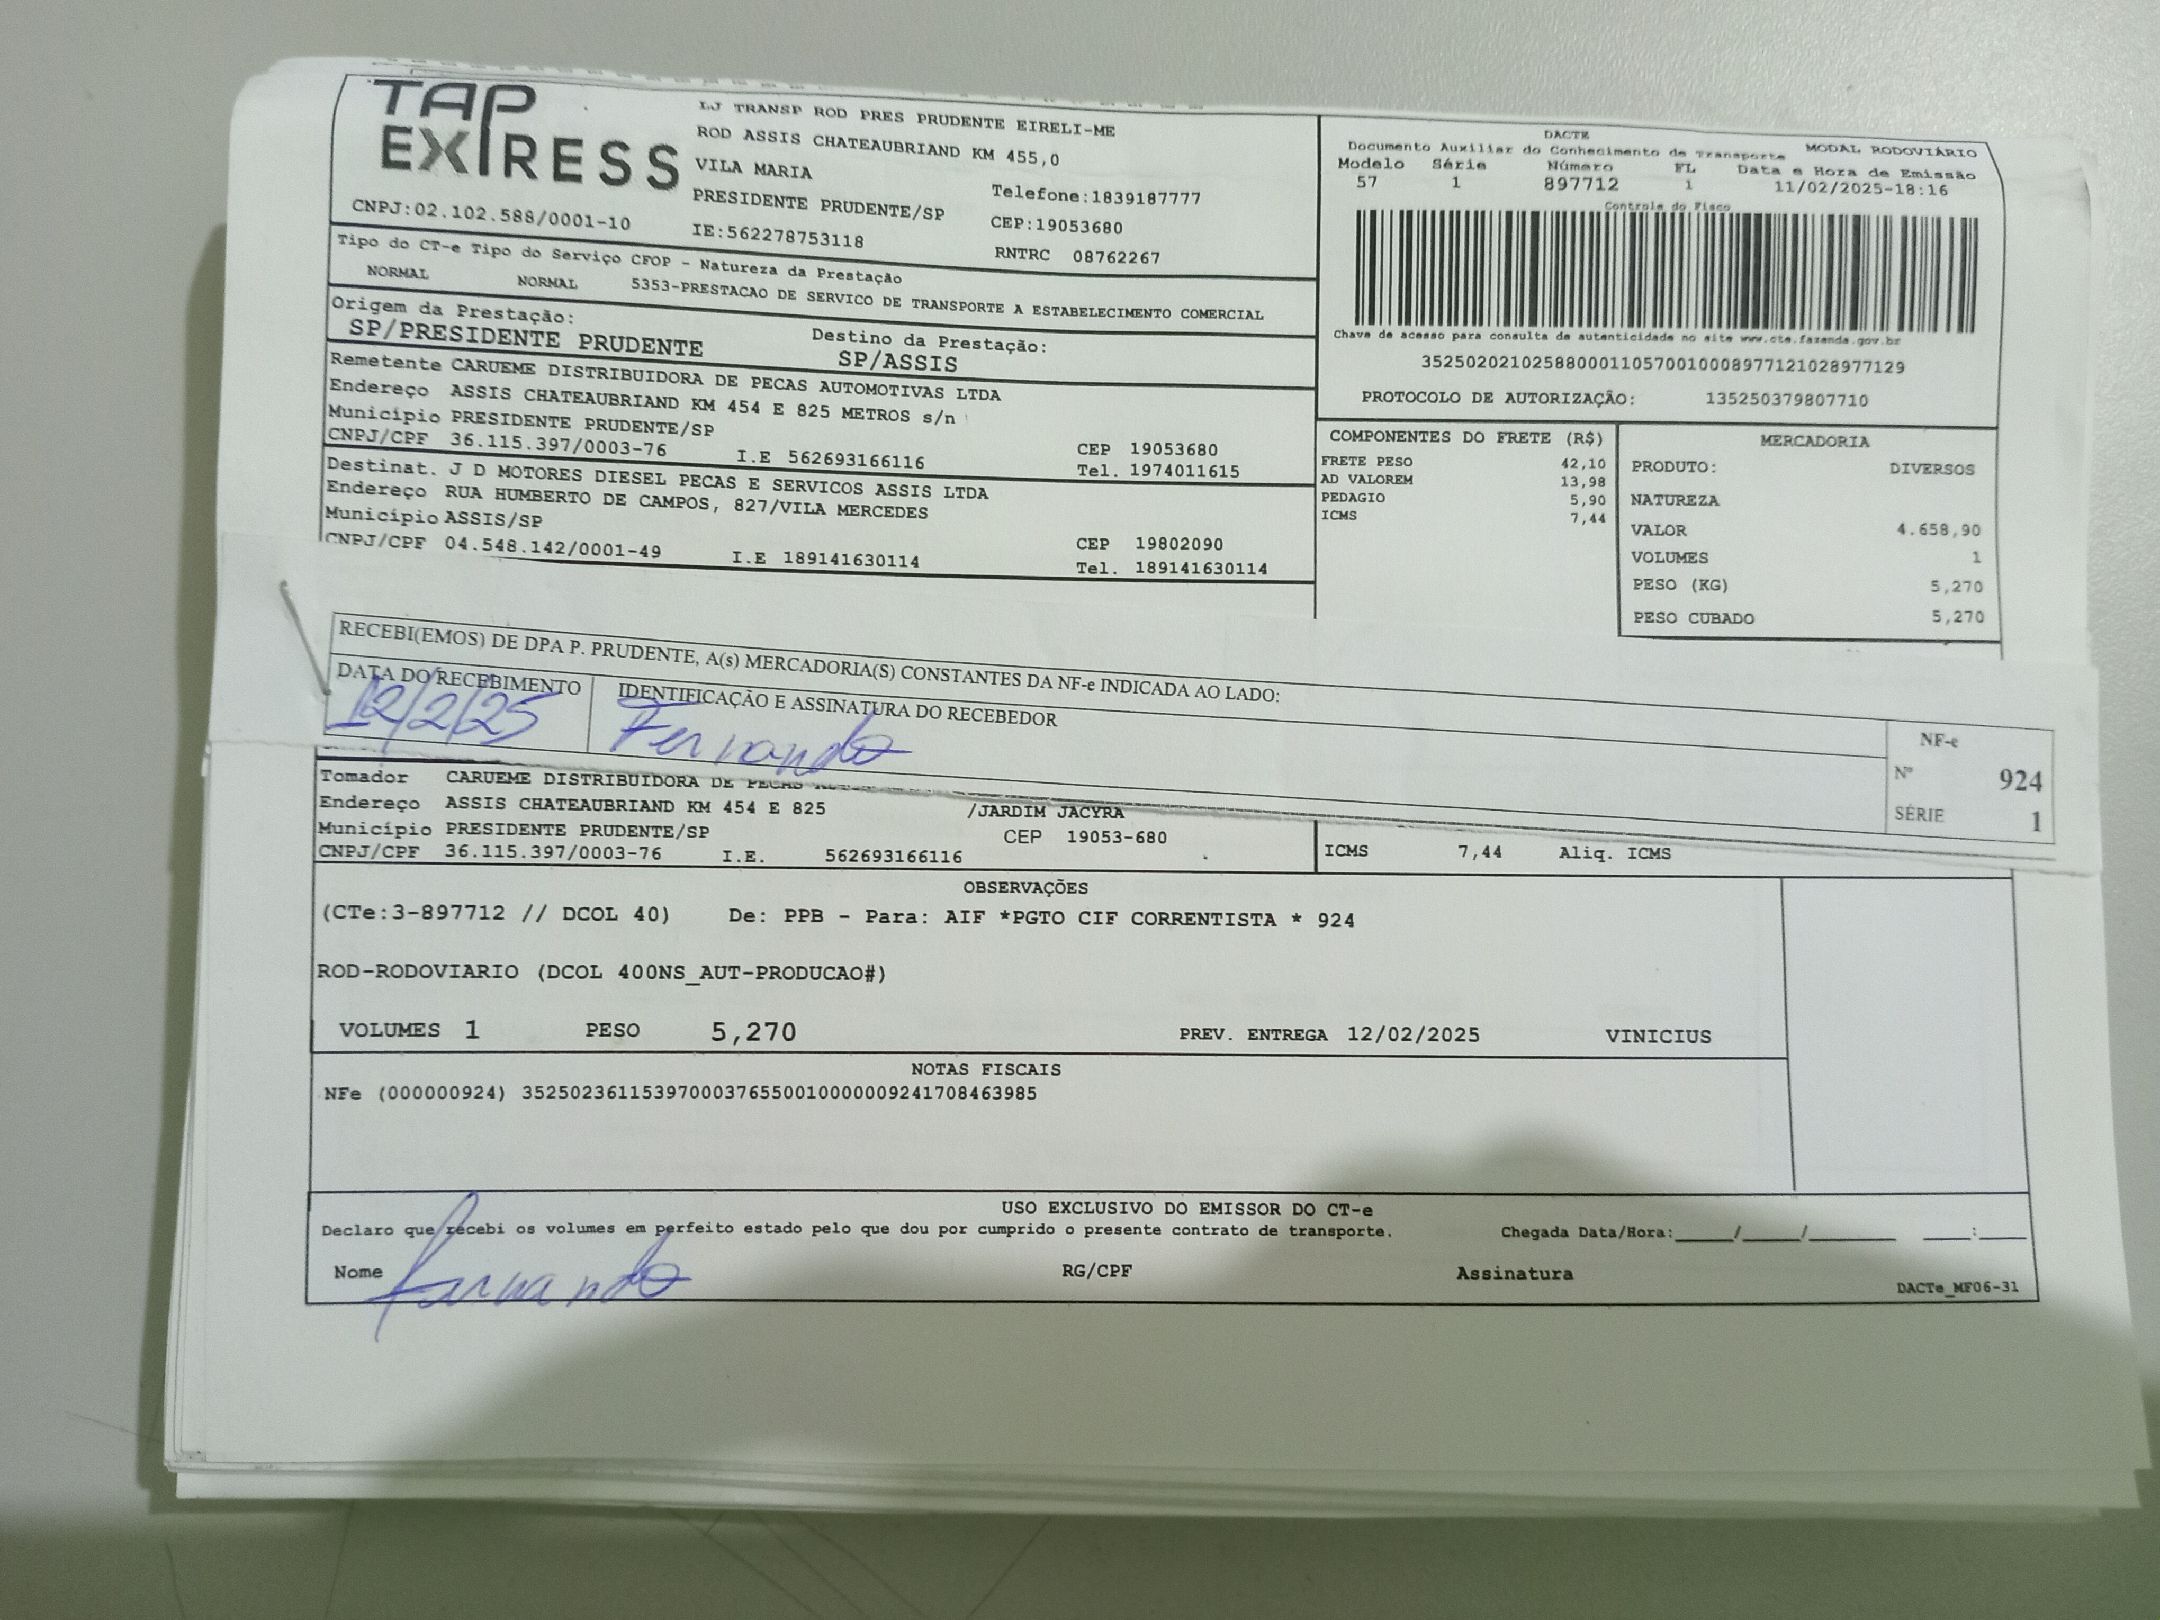 TAP
EXPRESS
LJ TRANSP ROD PRES PRUDENTE EIRELI-ME
ROD ASSIS CHATEAUBRIAND KM 455,0
VILA MARIA
PRESIDENTE PRUDENTE/SP
Telefone:1839187777
CEP:19053680
CNPJ:02.102.588/0001-10
IE:562278753118
RNTRC 08762267
DACTE
Documento Auxiliar do Conhecimento de Transporte
MODAL RODOVIÁRIO
Modelo Série Número FL Data e Hora de Emissão
57 1 897712 1 11/02/2025-18:16
Controle do Fisco
Chave de acesso para consulta de autenticidade no site www.cte.fazenda.gov.br
35250202102588000110570010008977121028977129
PROTOCOLO DE AUTORIZAÇÃO: 135250379807710
Tipo do CT-e Tipo do Serviço CFOP - Natureza da Prestação
NORMAL NORMAL 5353-PRESTACAO DE SERVICO DE TRANSPORTE A ESTABELECIMENTO COMERCIAL
Origem da Prestação:
SP/PRESIDENTE PRUDENTE
Destino da Prestação:
SP/ASSIS
Remetente CARUEME DISTRIBUIDORA DE PECAS AUTOMOTIVAS LTDA
Endereço ASSIS CHATEAUBRIAND KM 454 E 825 METROS s/n
Município PRESIDENTE PRUDENTE/SP
CNPJ/CPF 36.115.397/0003-76 I.E 562693166116
CEP 19053680
Tel. 1974011615
Destinat. J D MOTORES DIESEL PECAS E SERVICOS ASSIS LTDA
Endereço RUA HUMBERTO DE CAMPOS, 827/VILA MERCEDES
Município ASSIS/SP
CNPJ/CPF 04.548.142/0001-49 I.E 189141630114
CEP 19802090
Tel. 189141630114
COMPONENTES DO FRETE (R$)
FRETE PESO 42,10
AD VALOREM 13,98
PEDAGIO 5,90
ICMS 7,44
MERCADORIA
PRODUTO: DIVERSOS
NATUREZA
VALOR 4.658,90
VOLUMES 1
PESO (KG) 5,270
PESO CUBADO 5,270
RECEBI(EMOS) DE DPA P. PRUDENTE, A(s) MERCADORIA(S) CONSTANTES DA NF-e INDICADA AO LADO:
DATA DO RECEBIMENTO
12/2/25
IDENTIFICAÇÃO E ASSINATURA DO RECEBEDOR
Fernando
NF-e
Nº 924
SÉRIE 1
Tomador CARUEME DISTRIBUIDORA DE PECAS
Endereço ASSIS CHATEAUBRIAND KM 454 E 825 /JARDIM JACYRA
Município PRESIDENTE PRUDENTE/SP CEP 19053-680
CNPJ/CPF 36.115.397/0003-76 I.E. 562693166116
ICMS 7,44 Aliq. ICMS
OBSERVAÇÕES
(CTe:3-897712 // DCOL 40) De: PPB - Para: AIF *PGTO CIF CORRENTISTA * 924
ROD-RODOVIARIO (DCOL 400NS_AUT-PRODUCAO#)
VOLUMES 1 PESO 5,270 PREV. ENTREGA 12/02/2025 VINICIUS
NOTAS FISCAIS
NFe (000000924) 35250236115397000376550010000009241708463985
USO EXCLUSIVO DO EMISSOR DO CT-e
Declaro que recebi os volumes em perfeito estado pelo que dou por cumprido o presente contrato de transporte.
Chegada Data/Hora:____/____/______ ___:___
Nome Fernando RG/CPF Assinatura
DACTe_MF06-31